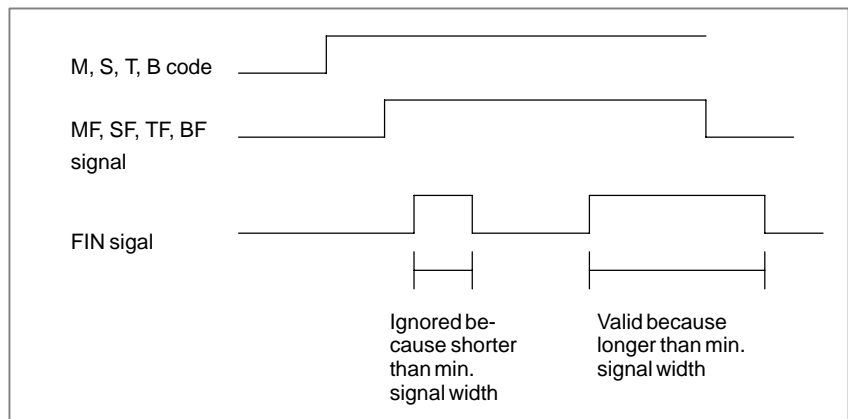 M, S, T, B code
MF, SF, TF, BF
signal
FIN sigal
Ignored be-
cause shorter
than min.
signal width
Valid because
longer than min.
signal width